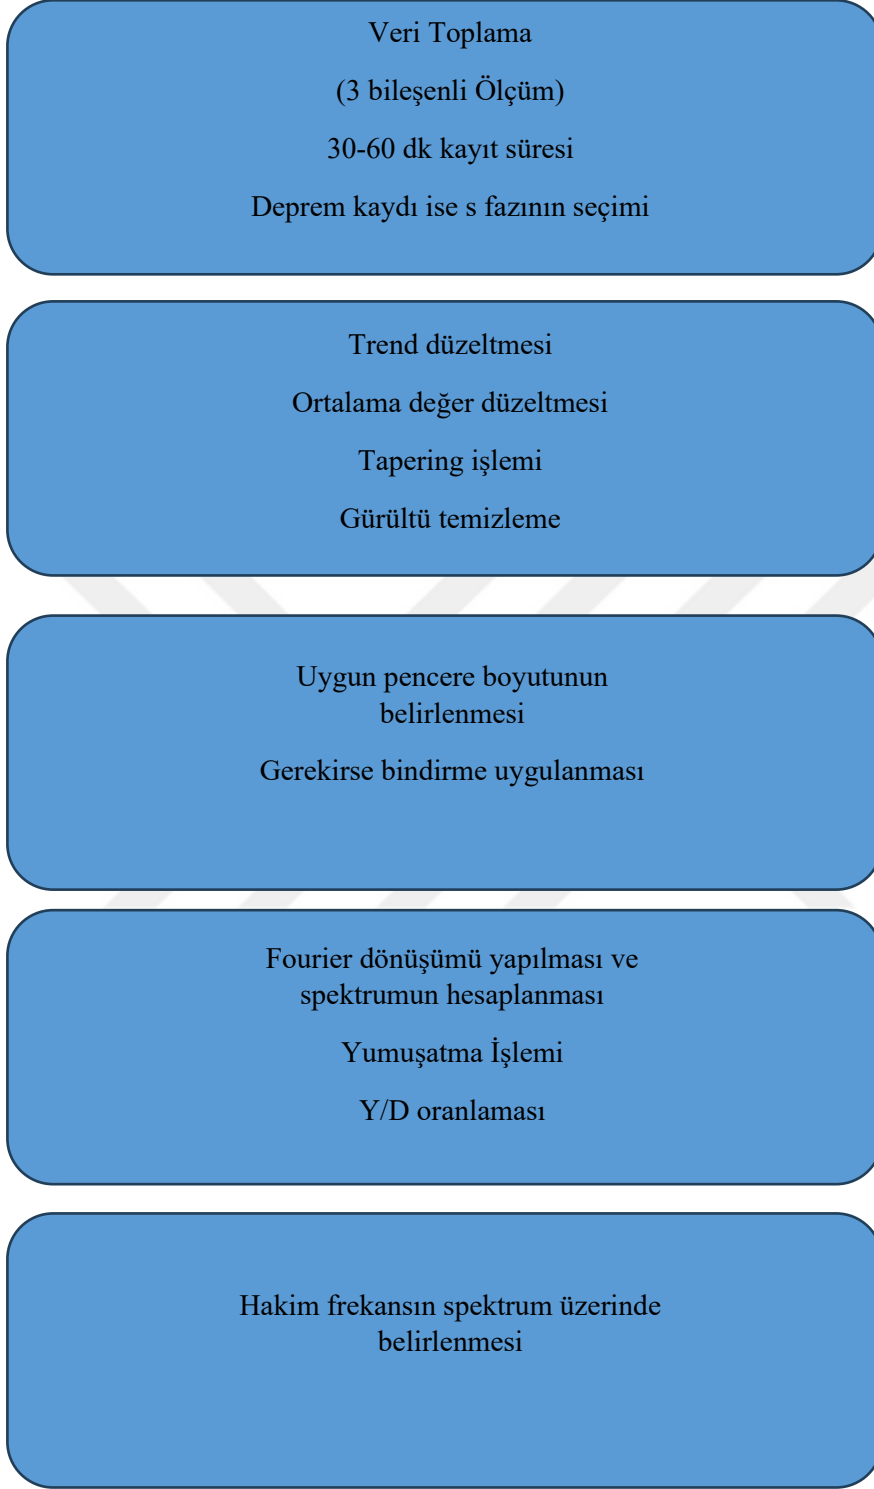 Veri Toplama
(3 bileşenli Ölçüm)
30-60 dk kayıt süresi
Deprem kaydı ise s fazının seçimi
Trend düzeltmesi
Ortalama değer düzeltmesi
Tapering işlemi
Gürültü temizleme
Uygun pencere boyutunun
belirlenmesi
Gerekirse bindirme uygulanması
Fourier dönüşümü yapılması ve
spektrumun hesaplanması
Yumuşatma İşlemi
Y/D oranlaması
Hakim frekansın spektrum üzerinde
belirlenmesi